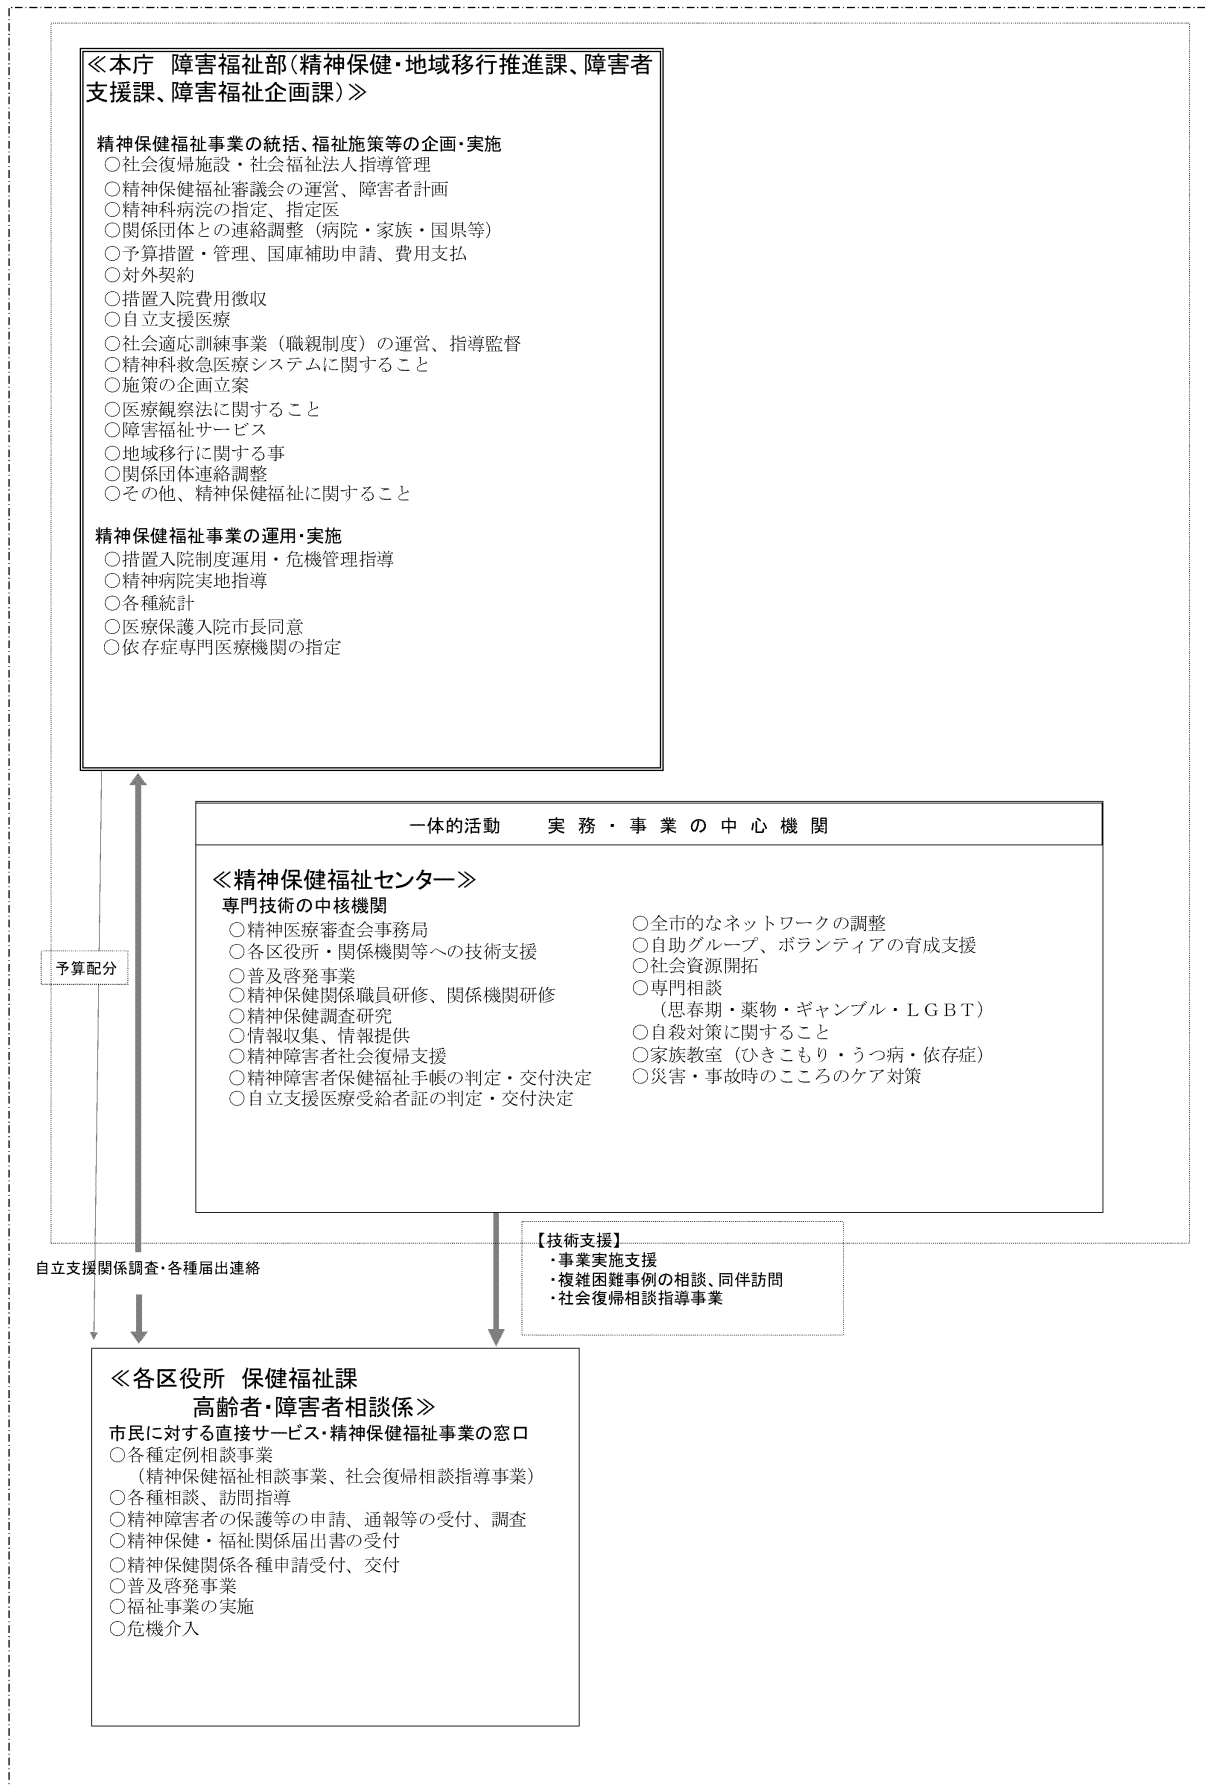 ≪本庁　障害福祉部（精神保健・地域移行推進課、障害者
支援課、障害福祉企画課）≫
精神保健福祉事業の統括、福祉施策等の企画・実施
○社会復帰施設・社会福祉法人指導管理
○精神保健福祉審議会の運営、障害者計画
○精神科病院の指定、指定医
○関係団体との連絡調整（病院・家族・国県等）
○予算措置・管理、国庫補助申請、費用支払
○対外契約
○措置入院費用徴収
○自立支援医療
○社会適応訓練事業（職親制度）の運営、指導監督
○精神科救急医療システムに関すること
○施策の企画立案
○医療観察法に関すること
○障害福祉サービス
○地域移行に関する事
○関係団体連絡調整
○その他、精神保健福祉に関すること
精神保健福祉事業の運用・実施
○措置入院制度運用・危機管理指導
○精神病院実地指導
○各種統計
○医療保護入院市長同意
○依存症専門医療機関の指定
一体的活動　　実 務 ・ 事 業 の 中 心 機 関
≪精神保健福祉センター≫
専門技術の中核機関
○精神医療審査会事務局
○各区役所・関係機関等への技術支援
○普及啓発事業
○精神保健関係職員研修、関係機関研修
○精神保健調査研究
○情報収集、情報提供
○精神障害者社会復帰支援
○精神障害者保健福祉手帳の判定・交付決定
○自立支援医療受給者証の判定・交付決定
○全市的なネットワークの調整
○自助グループ、ボランティアの育成支援
○社会資源開拓
○専門相談
（思春期・薬物・ギャンブル・ＬＧＢＴ）
○自殺対策に関すること
○家族教室（ひきこもり・うつ病・依存症）
○災害・事故時のこころのケア対策
予算配分
自立支援関係調査・各種届出連絡
【技術支援】
・事業実施支援
・複雑困難事例の相談、同伴訪問
・社会復帰相談指導事業
≪各区役所　保健福祉課
高齢者・障害者相談係≫
市民に対する直接サービス・精神保健福祉事業の窓口
○各種定例相談事業
（精神保健福祉相談事業、社会復帰相談指導事業）
○各種相談、訪問指導
○精神障害者の保護等の申請、通報等の受付、調査
○精神保健・福祉関係届出書の受付
○精神保健関係各種申請受付、交付
○普及啓発事業
○福祉事業の実施
○危機介入